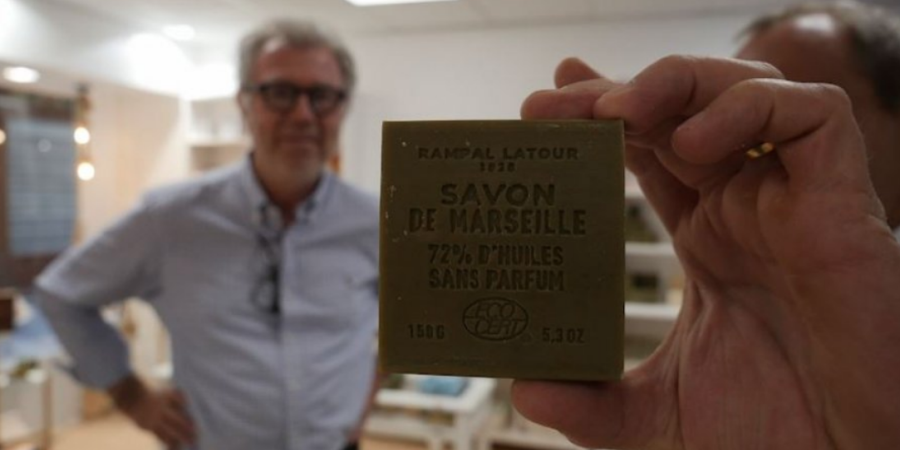 RAMPAL LATOUR
1828
SAVON
DE MARSEILLE
72% D'HUILES
SANS PARFUM
ECO
CERT
150G 5.3 OZ